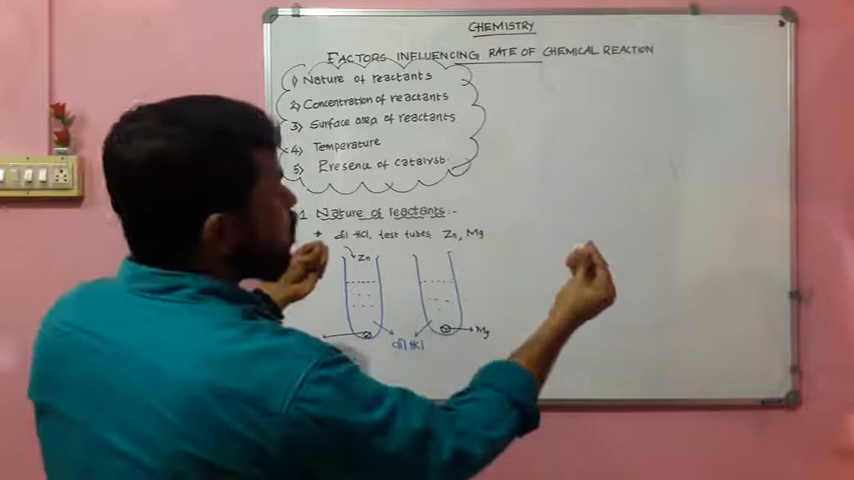 CHEMISTRY
FACTORS INFLUENCING RATE OF CHEMICAL REACTION
1) Nature of reactants
2) Concentration of reactants
3) Surface area of reactants
4) Temperature
5) Presence of catalyst
1 Nature of reactants:-
* dil HCl, test tubes, Zn, Mg
Zn
Mg
dil HCl